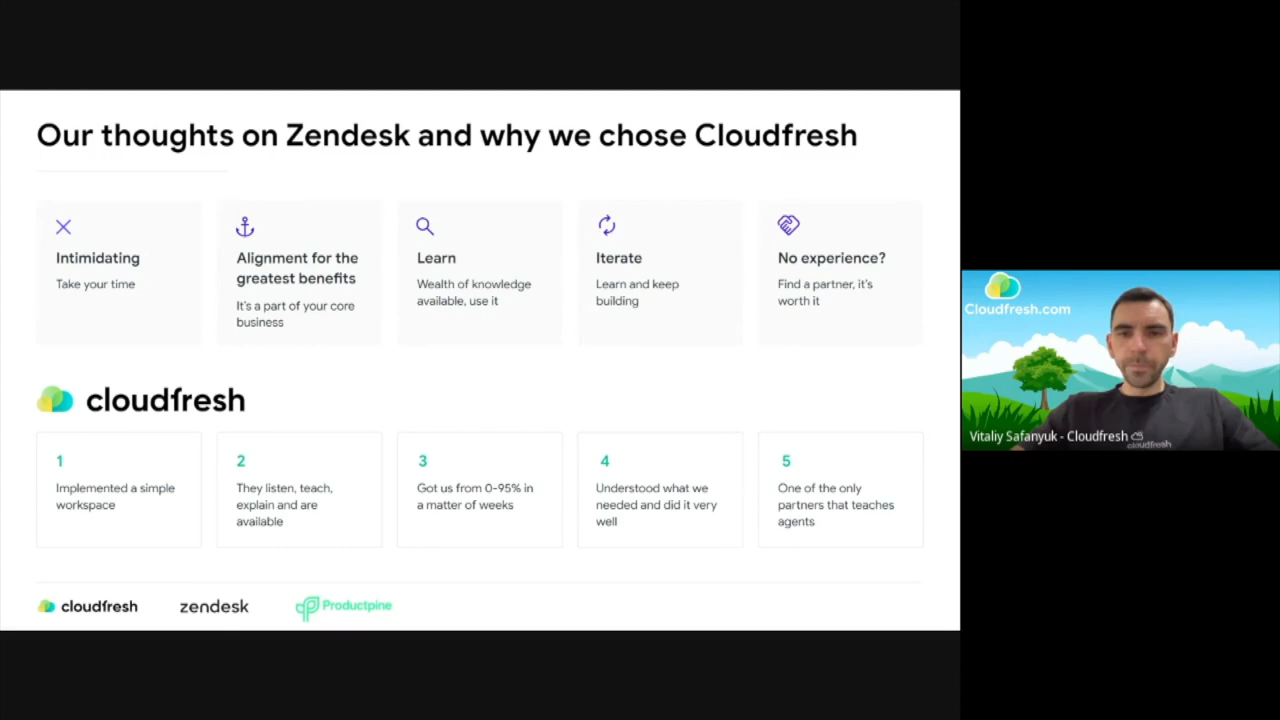 Our thoughts on Zendesk and why we chose Cloudfresh
Intimidating
Take your time
Alignment for the
greatest benefits
It's a part of your core
business
Learn
Wealth of knowledge
available, use it
Iterate
Learn and keep
building
No experience?
Find a partner, it's
worth it
cloudfresh
1
Implemented a simple
workspace
2
They listen, teach,
explain and are
available
3
Got us from 0-95% in
a matter of weeks
4
Understood what we
needed and did it very
well
5
One of the only
partners that teaches
agents
cloudfresh
zendesk
Productpine
Cloudfresh.com
cloudfresh
Vitaliy Safanyuk - Cloudfresh